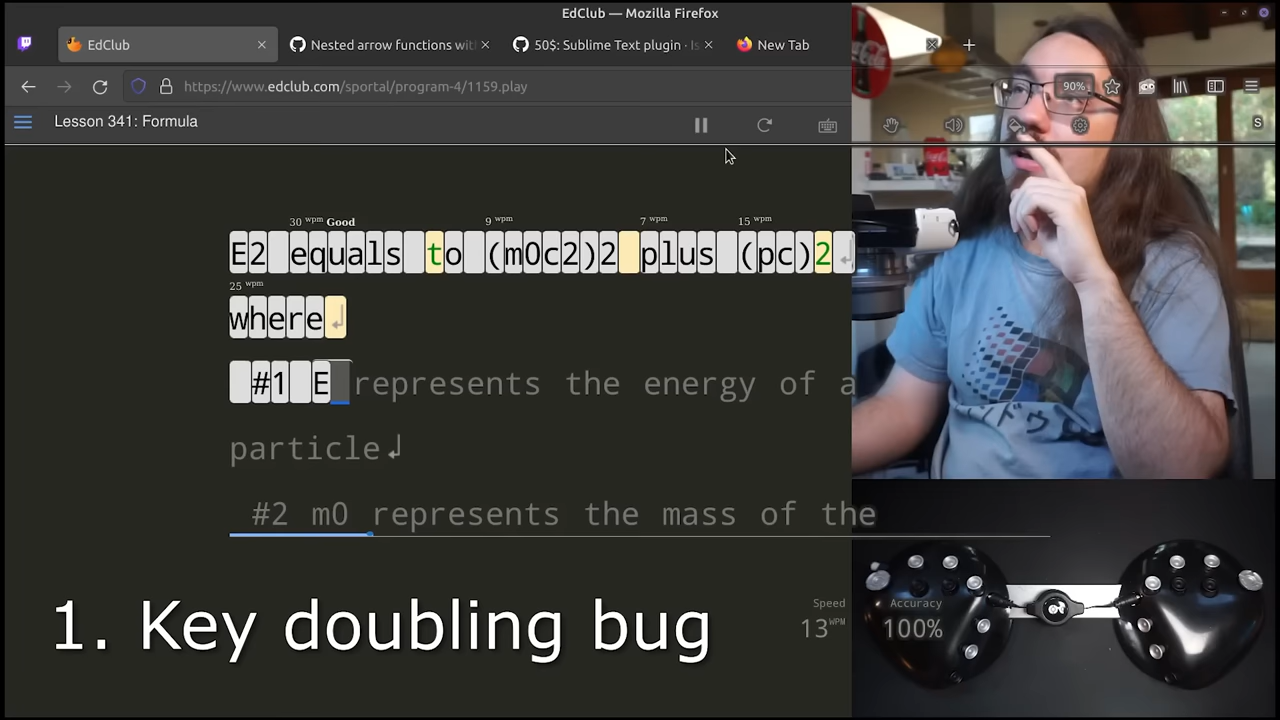 EdClub — Mozilla Firefox
EdClub
Nested arrow functions wit
50$: Sublime Text plugin · Is
New Tab
https://www.edclub.com/sportal/program-4/1159.play
90%
Lesson 341: Formula
S
30 wpm Good
9 wpm
7 wpm
15 wpm
E2 equals to (m0c2)2 plus (pc)2
25 wpm
where
#1 E represents the energy of a
particle
#2 m0 represents the mass of the
1. Key doubling bug
Speed
13 WPM
Accuracy
100%